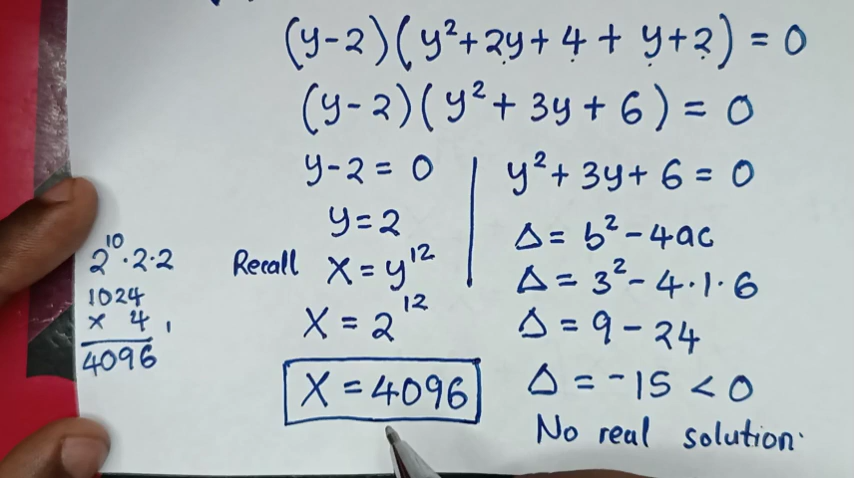 (y-2)(y²+2y+4+y+2)=0
(y-2)(y²+3y+6)=0
y-2=0
y=2
Recall x=y¹²
x=2¹²
x=4096
y²+3y+6=0
Δ=b²-4ac
Δ=3²-4·1·6
Δ=9-24
Δ=-15<0
No real solution.
2¹⁰·2·2
1024
× 4
1
4096